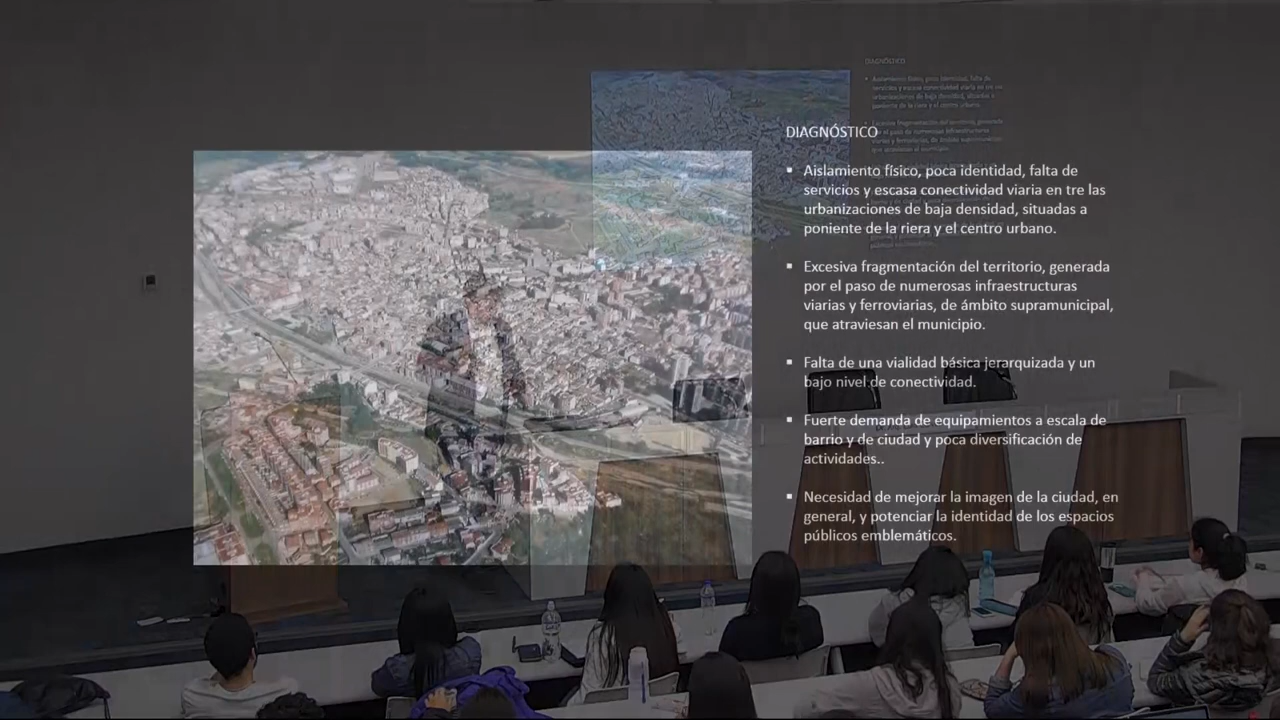 DIAGNÓSTICO
DIAGNÓSTICO
▪ Aislamiento físico, poca identidad, falta de
servicios y escasa conectividad viaria en tre las
urbanizaciones de baja densidad, situadas a
poniente de la riera y el centro urbano.
▪ Excesiva fragmentación del territorio, generada
por el paso de numerosas infraestructuras
viarias y ferroviarias, de ámbito supramunicipal,
que atraviesan el municipio.
▪ Falta de una vialidad básica jerarquizada y un
bajo nivel de conectividad.
▪ Fuerte demanda de equipamientos a escala de
barrio y de ciudad y poca diversificación de
actividades..
▪ Necesidad de mejorar la imagen de la ciudad, en
general, y potenciar la identidad de los espacios
públicos emblemáticos.